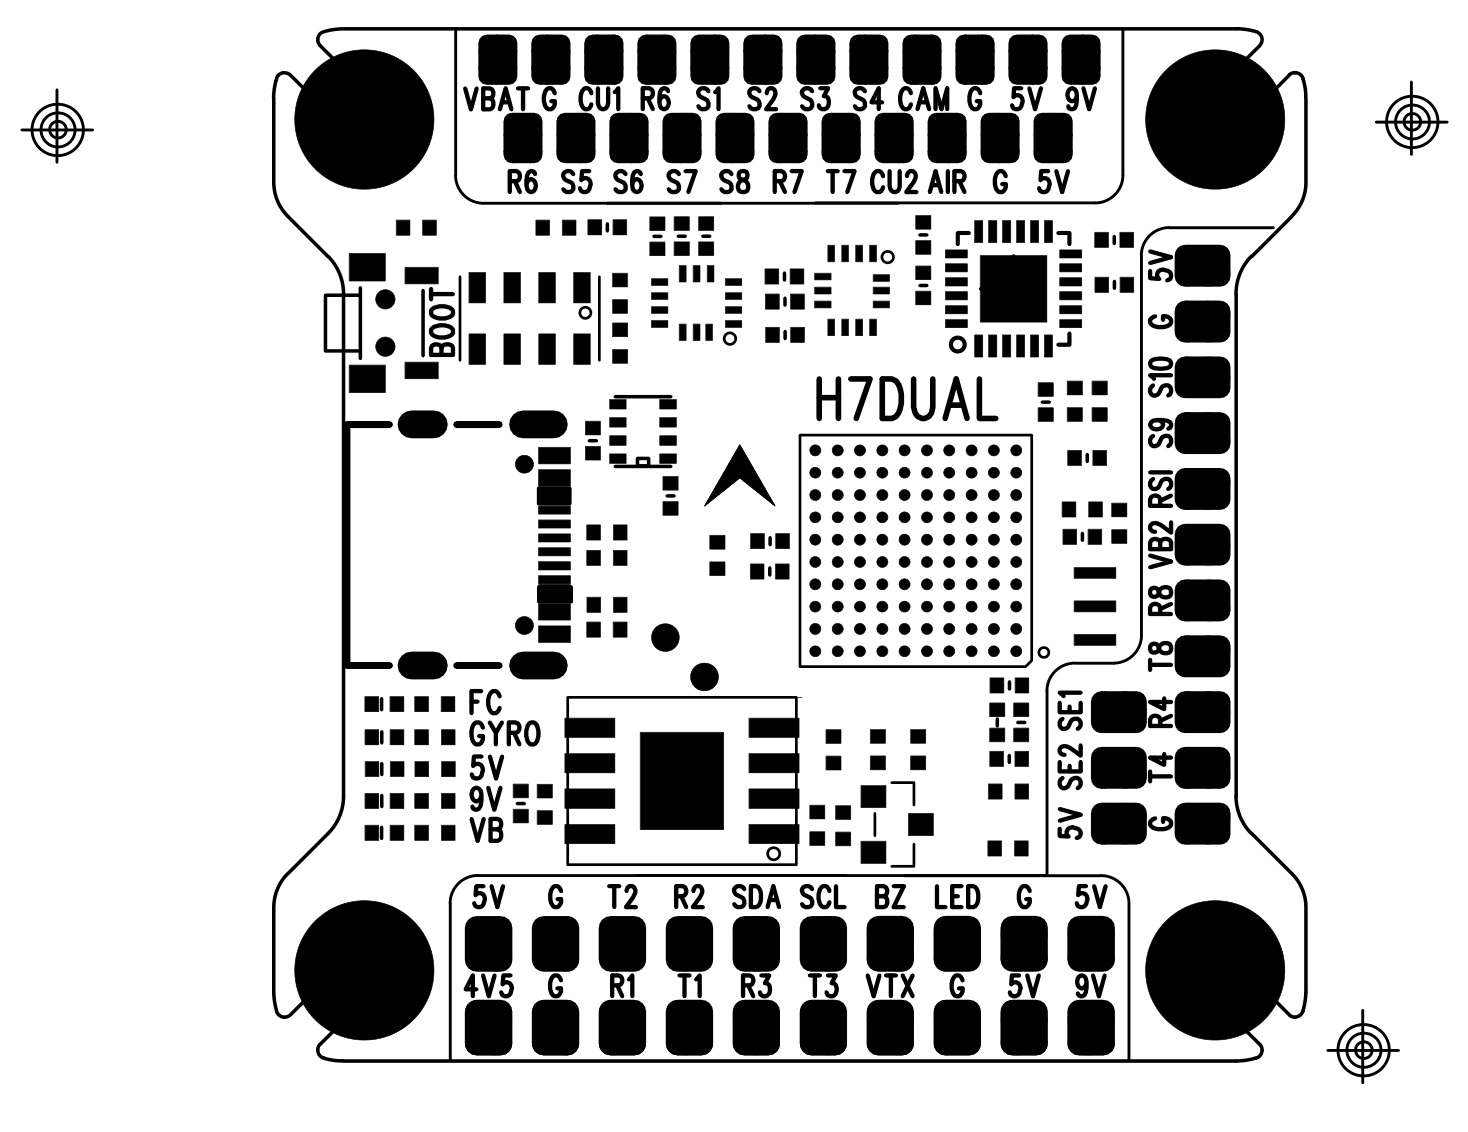 VBAT G CU1 R6 S1 S2 S3 S4 CAM G 5V 9V
R6 S5 S6 S7 S8 R7 T7 CU2 AIR G 5V
BOOT
H7DUAL
5V
G
S10
S9
RSI
VB2
R8
T8
SE1 R4
SE2 T4
5V G
FC
GYRO
5V
9V
VB
5V G T2 R2 SDA SCL BZ LED G 5V
4V5 G R1 T1 R3 T3 VTX G 5V 9V